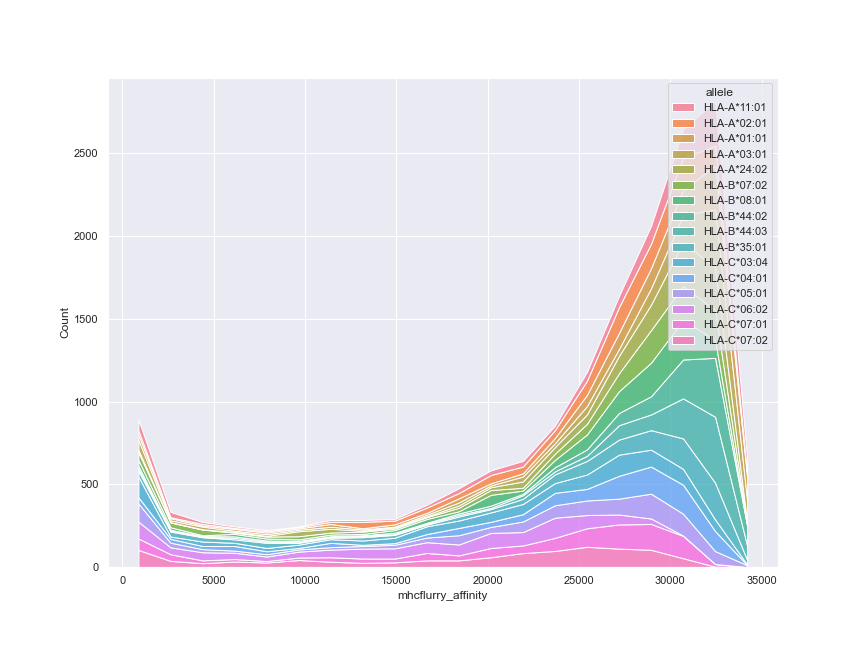 allele
HLA-A*11:01
HLA-A*02:01
HLA-A*01:01
HLA-A*03:01
HLA-A*24:02
HLA-B*07:02
HLA-B*08:01
HLA-B*44:02
HLA-B*44:03
HLA-B*35:01
HLA-C*03:04
HLA-C*04:01
HLA-C*05:01
HLA-C*06:02
HLA-C*07:01
HLA-C*07:02
2500
2000
1500
1000
500
0
Count
0 5000 10000 15000 20000 25000 30000 35000
mhcflurry_affinity